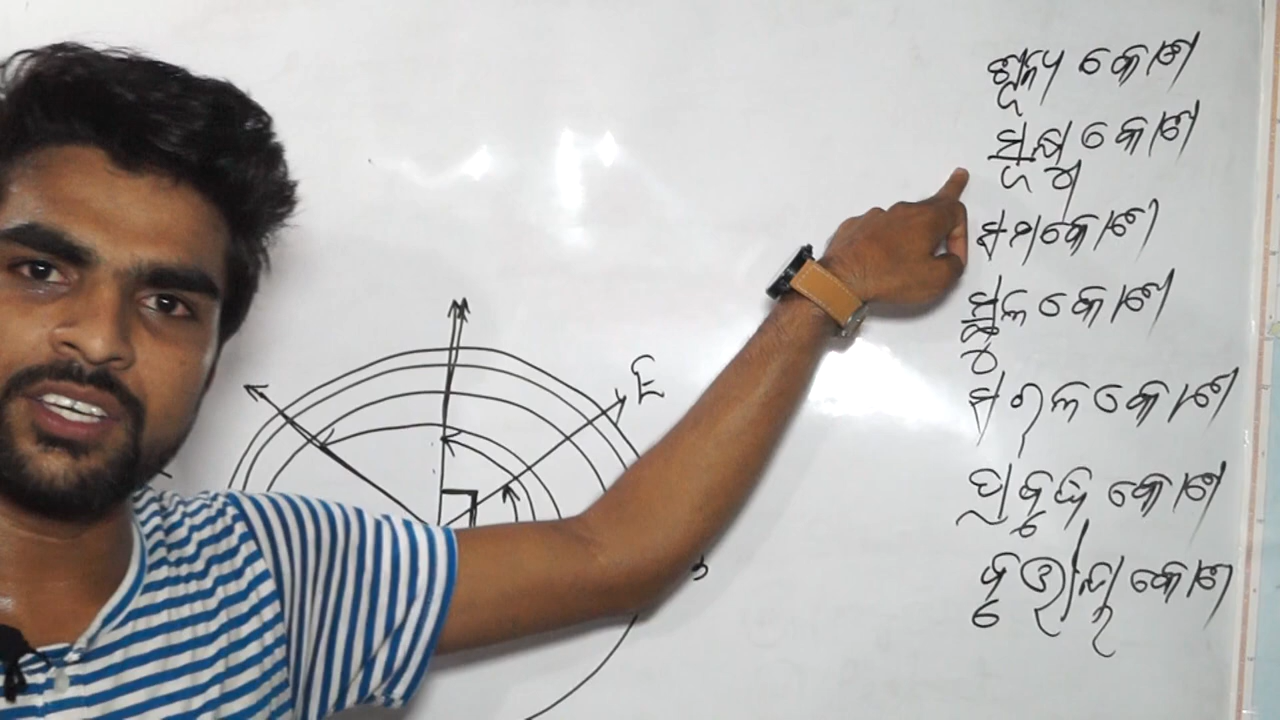 E
ଶୂନ୍ୟ କୋଣ
ସୂକ୍ଷ୍ମ କୋଣ
ସମକୋଣ
ସ୍ଥୁଳ କୋଣ
ସରଳ କୋଣ
ପ୍ରବୃଦ୍ଧ କୋଣ